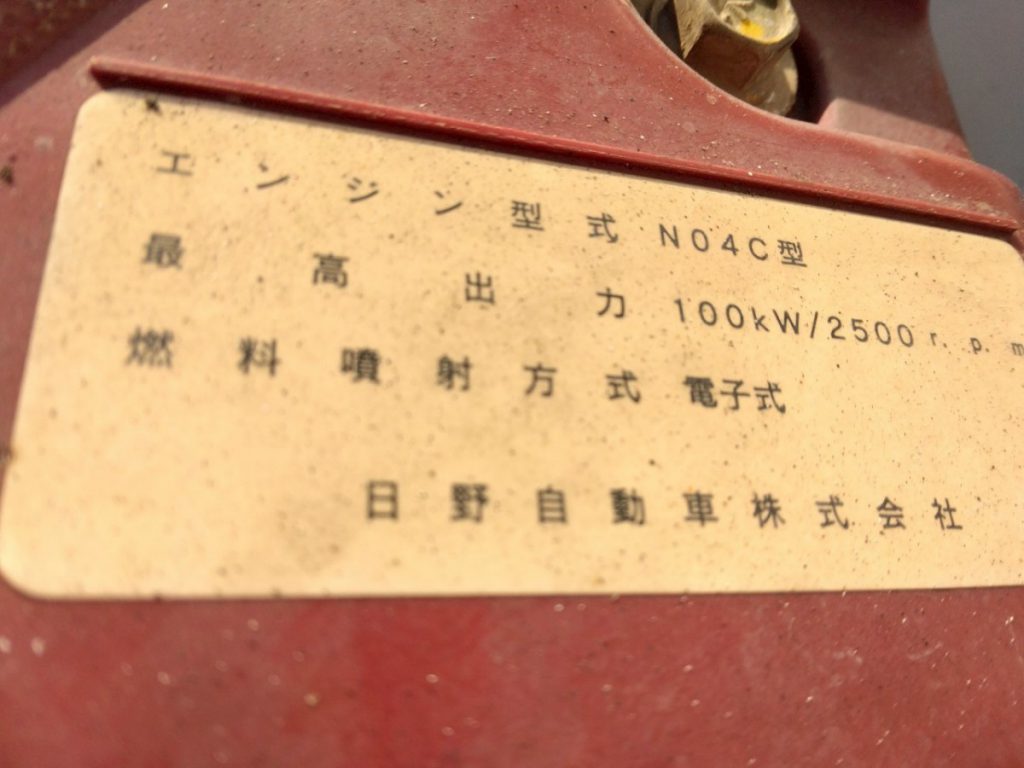 エンジン型式 N04C型
最高出力 100kW/2500r.p.m
燃料噴射方式 電子式
日野自動車株式会社